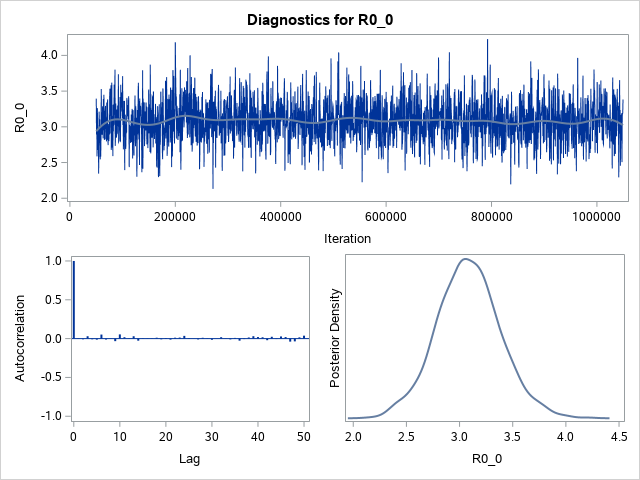 Diagnostics for R0_0
R0_0
4.0
3.5
3.0
2.5
2.0
0 200000 400000 600000 800000 1000000
Iteration
Autocorrelation
1.0
0.5
0.0
-0.5
-1.0
0 10 20 30 40 50
Lag
Posterior Density
2.0 2.5 3.0 3.5 4.0 4.5
R0_0